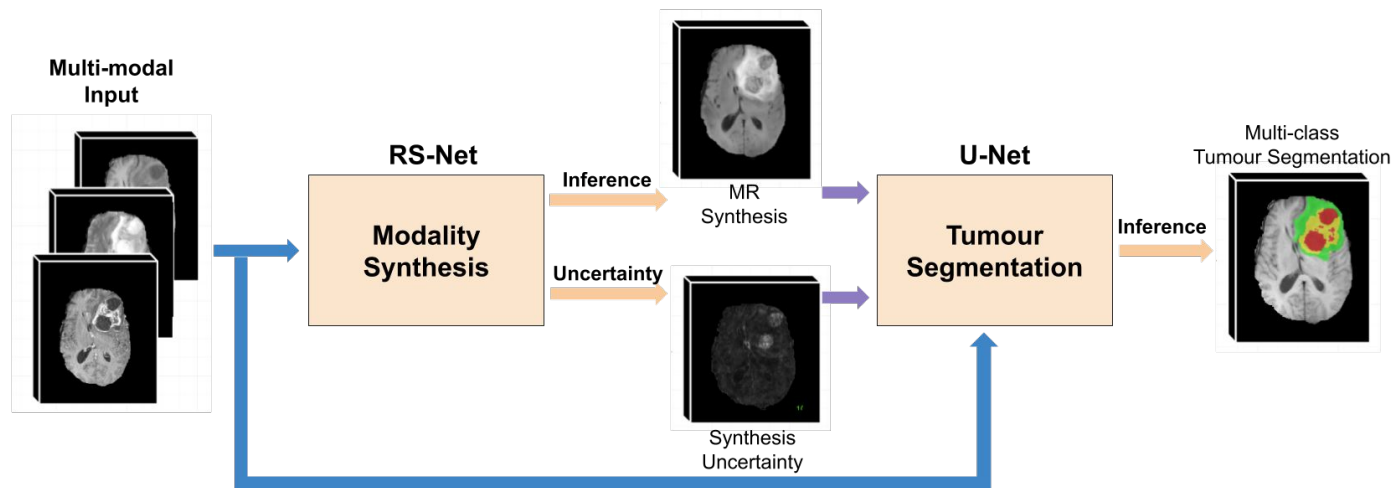 Multi-modal
Input
RS-Net
Modality
Synthesis
Inference
Uncertainty
MR
Synthesis
Synthesis
Uncertainty
U-Net
Tumour
Segmentation
Inference
Multi-class
Tumour Segmentation